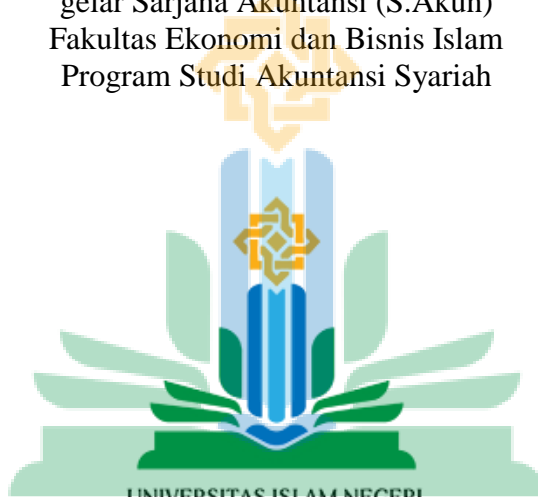 gelar Sarjana Akuntansi (S.Akun)
Fakultas Ekonomi dan Bisnis Islam
Program Studi Akuntansi Syariah
UNIVERSITAS ISLAM NEGERI